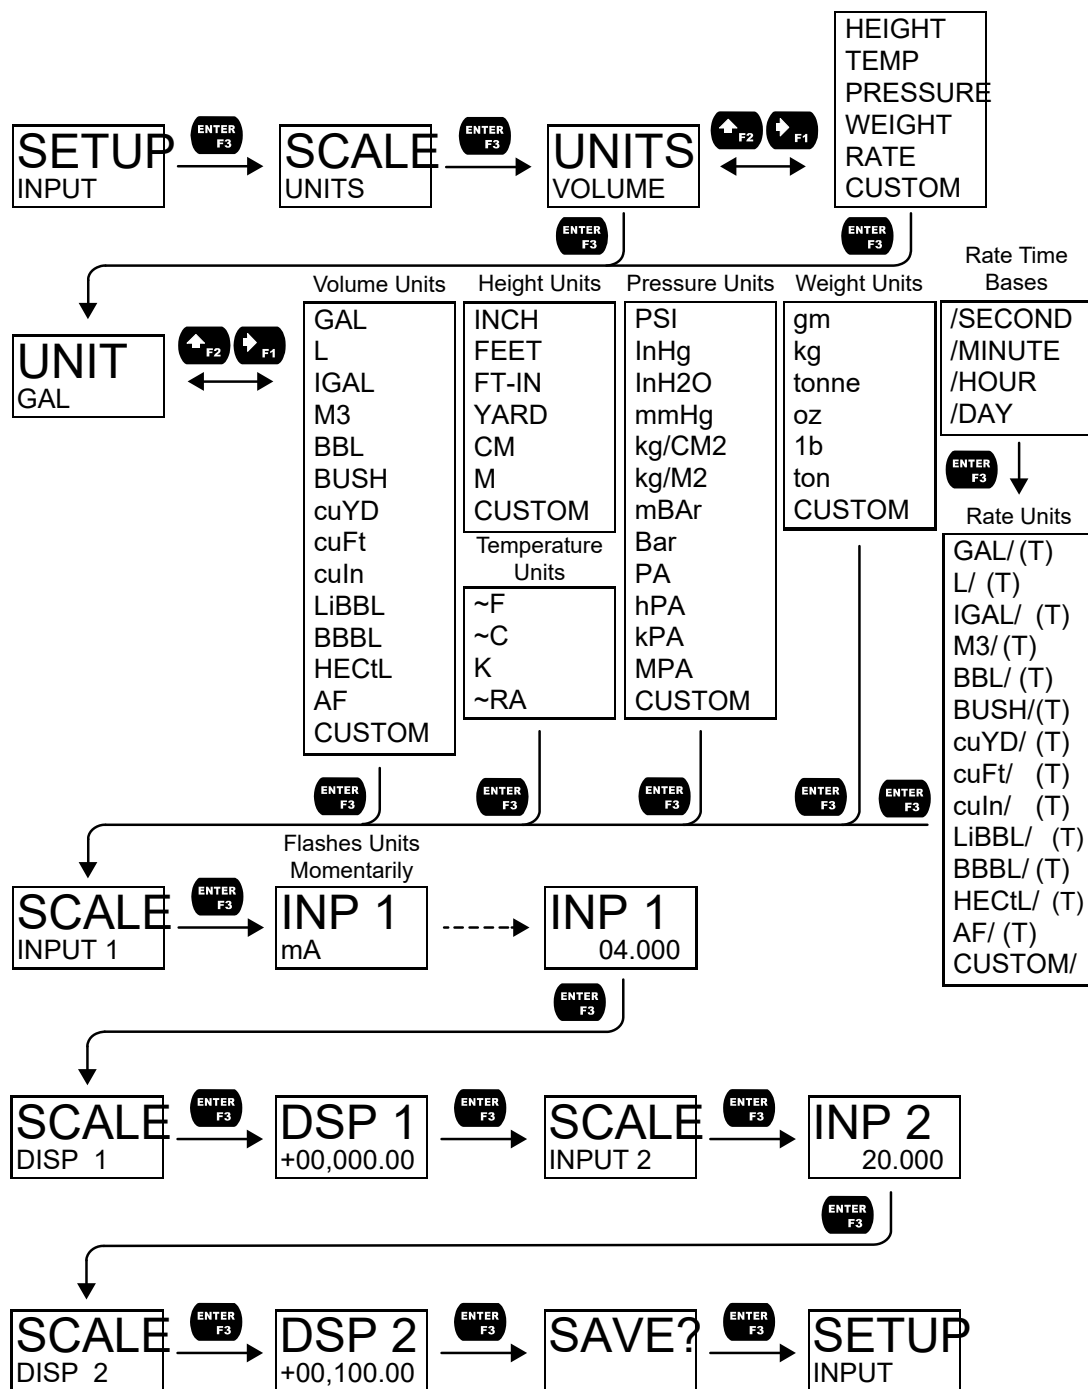 HEIGHT
TEMP
PRESSURE
WEIGHT
RATE
CUSTOM
SETUP
INPUT
ENTER
F3
SCALE
UNITS
ENTER
F3
UNITS
VOLUME
F2
F1
ENTER
F3
ENTER
F3
UNIT
GAL
F2
F1
Volume Units
GAL
L
IGAL
M3
BBL
BUSH
cuYD
cuFt
cuIn
LiBBL
BBBL
HECtL
AF
CUSTOM
Height Units
INCH
FEET
FT-IN
YARD
CM
M
CUSTOM
Temperature
Units
~F
~C
K
~RA
Pressure Units
PSI
InHg
InH2O
mmHg
kg/CM2
kg/M2
mBAr
Bar
PA
hPA
kPA
MPA
CUSTOM
Weight Units
gm
kg
tonne
oz
1b
ton
CUSTOM
Rate Time
Bases
/SECOND
/MINUTE
/HOUR
/DAY
ENTER
F3
Rate Units
GAL/ (T)
L/ (T)
IGAL/ (T)
M3/ (T)
BBL/ (T)
BUSH/(T)
cuYD/ (T)
cuFt/ (T)
cuIn/ (T)
LiBBL/ (T)
BBBL/ (T)
HECtL/ (T)
AF/ (T)
CUSTOM/
ENTER
F3
ENTER
F3
ENTER
F3
ENTER
F3
ENTER
F3
SCALE
INPUT 1
ENTER
F3
Flashes Units
Momentarily
INP 1
mA
INP 1
04.000
ENTER
F3
SCALE
DISP 1
ENTER
F3
DSP 1
+00,000.00
ENTER
F3
SCALE
INPUT 2
ENTER
F3
INP 2
20.000
ENTER
F3
SCALE
DISP 2
ENTER
F3
DSP 2
+00,100.00
ENTER
F3
SAVE?
ENTER
F3
SETUP
INPUT